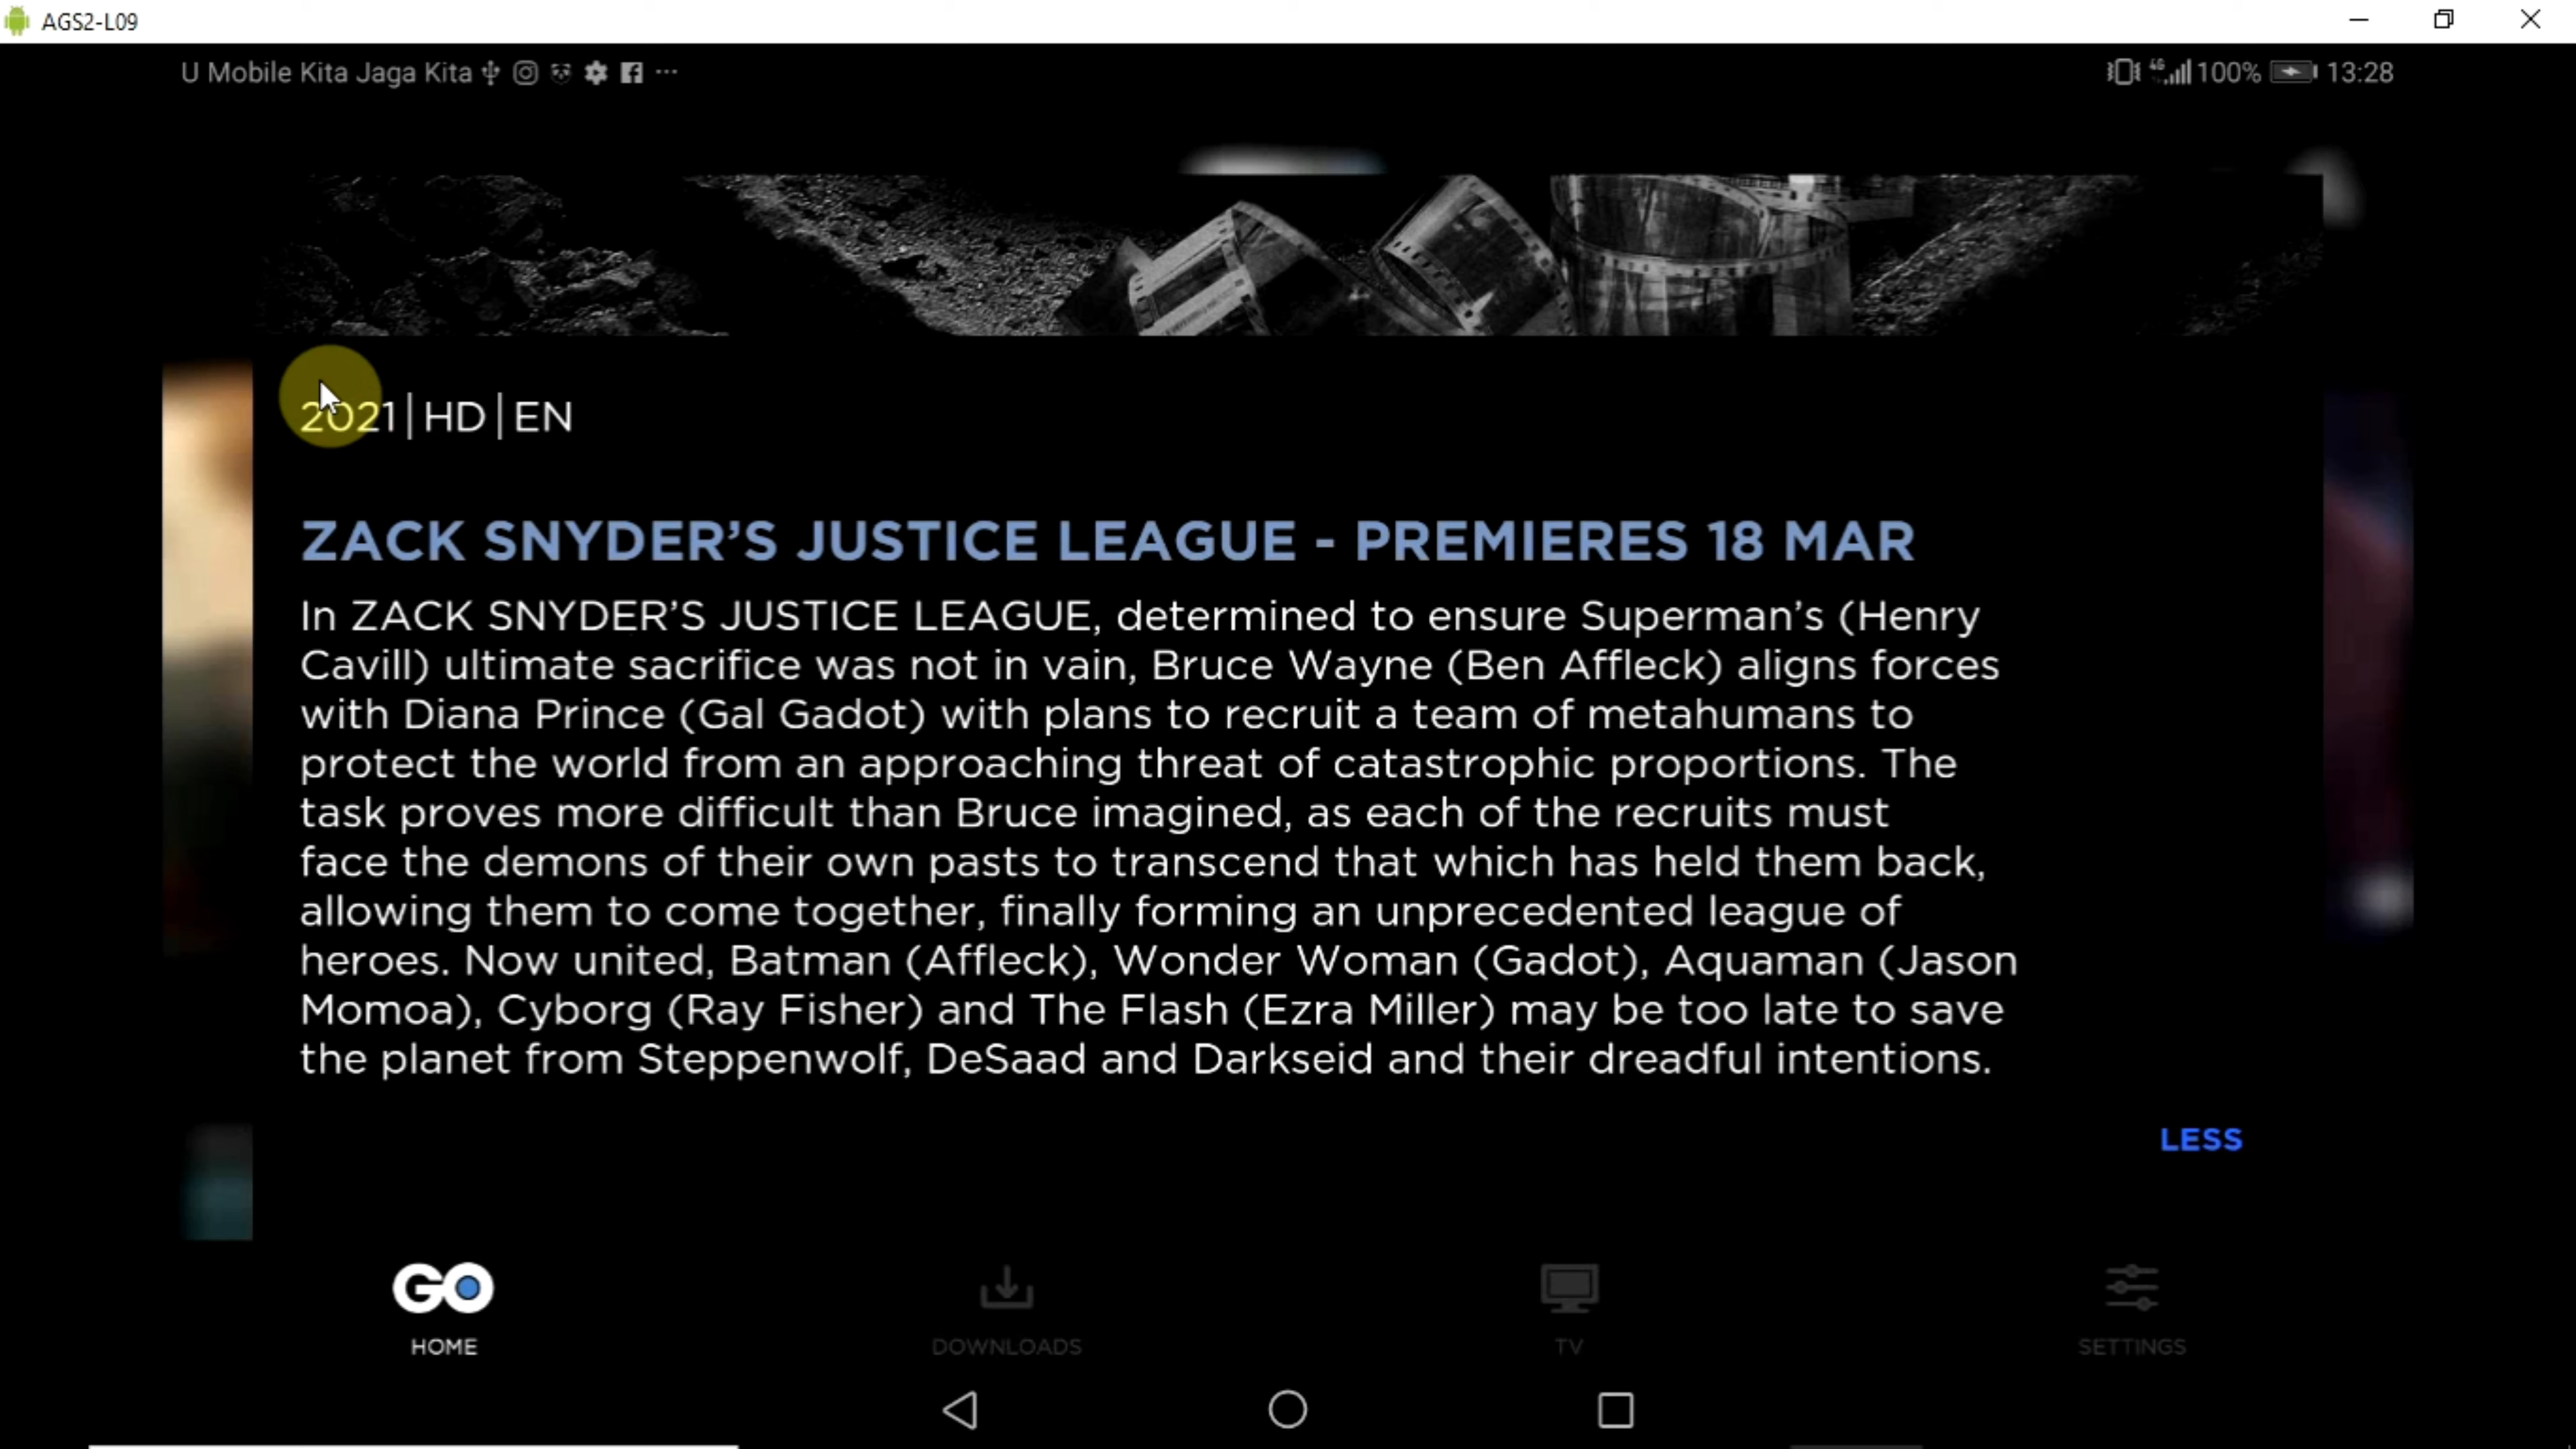 AGS2-L09
U Mobile Kita Jaga Kita
4G 100% 13:28
2021|HD|EN
ZACK SNYDER’S JUSTICE LEAGUE - PREMIERES 18 MAR
In ZACK SNYDER’S JUSTICE LEAGUE, determined to ensure Superman’s (Henry
Cavill) ultimate sacrifice was not in vain, Bruce Wayne (Ben Affleck) aligns forces
with Diana Prince (Gal Gadot) with plans to recruit a team of metahumans to
protect the world from an approaching threat of catastrophic proportions. The
task proves more difficult than Bruce imagined, as each of the recruits must
face the demons of their own pasts to transcend that which has held them back,
allowing them to come together, finally forming an unprecedented league of
heroes. Now united, Batman (Affleck), Wonder Woman (Gadot), Aquaman (Jason
Momoa), Cyborg (Ray Fisher) and The Flash (Ezra Miller) may be too late to save
the planet from Steppenwolf, DeSaad and Darkseid and their dreadful intentions.
LESS
GO
HOME
DOWNLOADS
TV
SETTINGS